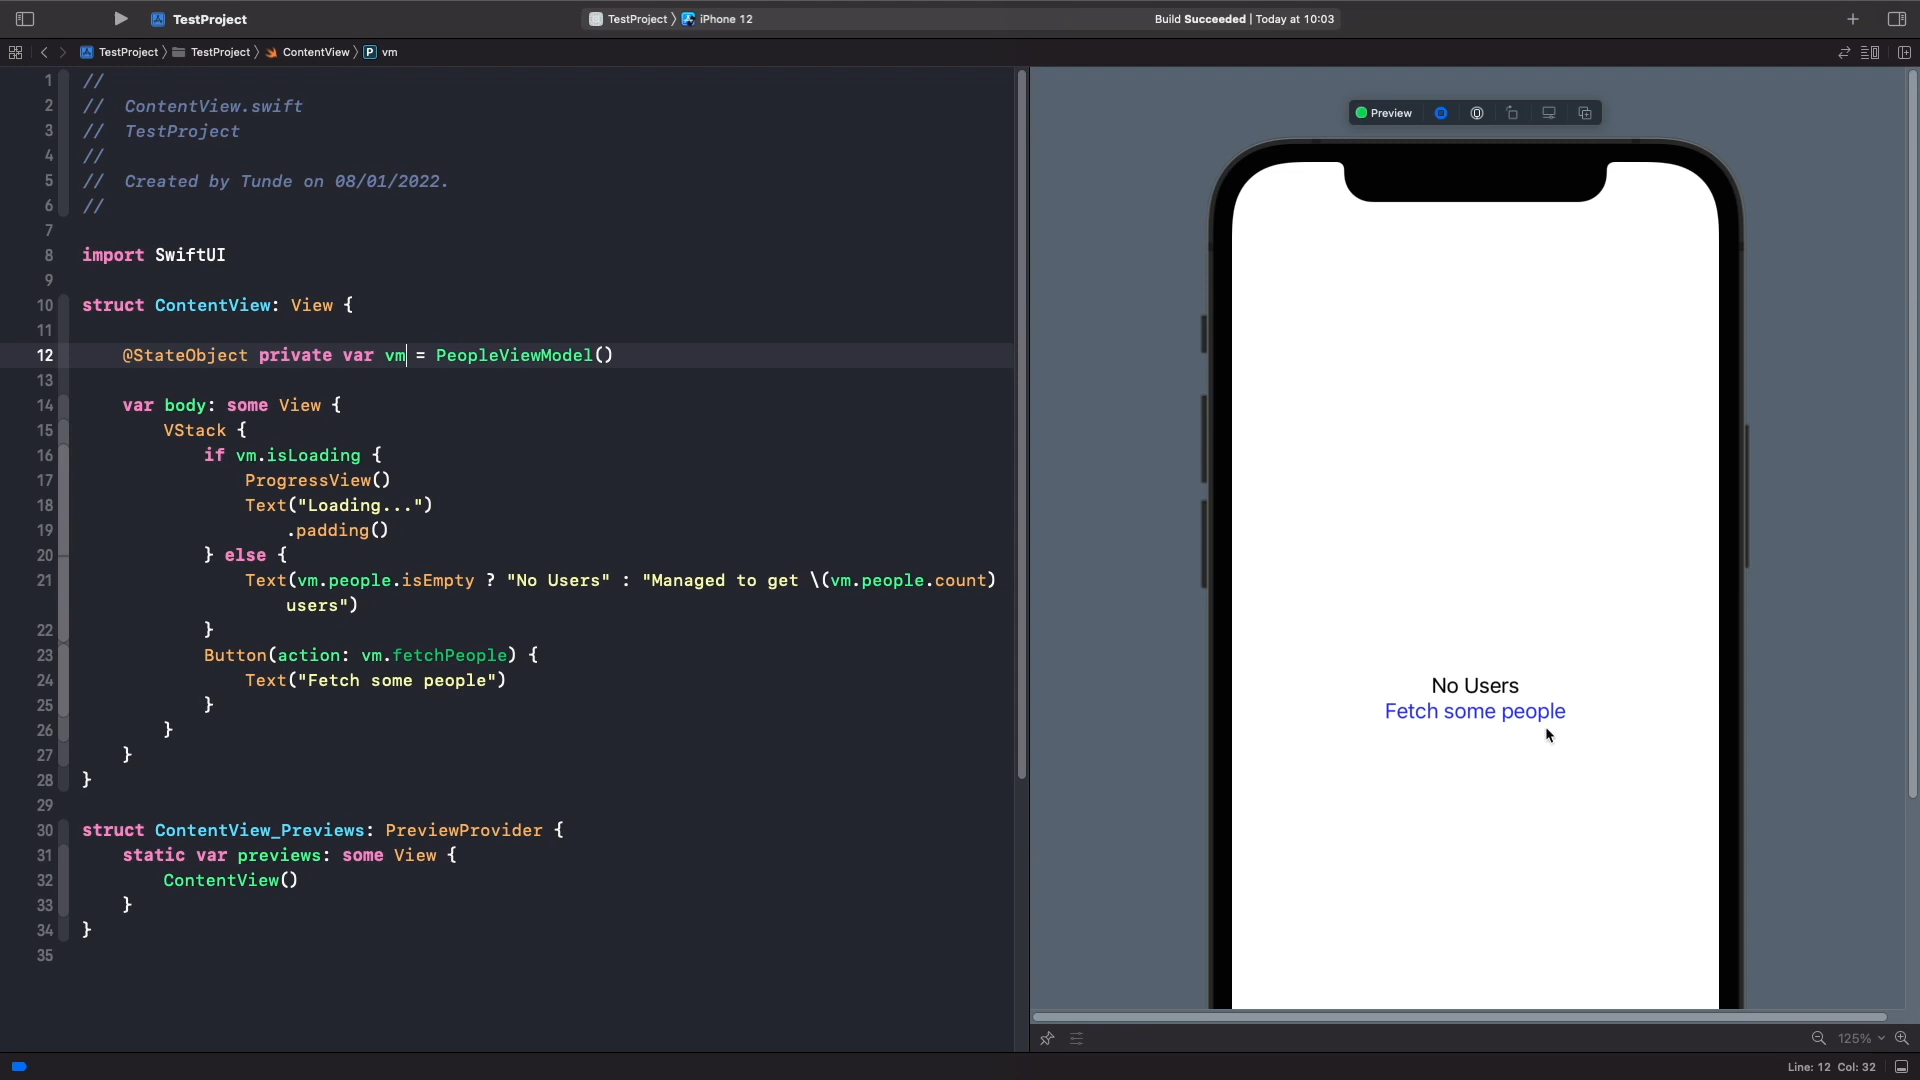 TestProject
TestProject 〉 iPhone 12
Build Succeeded | Today at 10:03
TestProject 〉 TestProject 〉 ContentView 〉 P vm
1 //
2 //  ContentView.swift
3 //  TestProject
4 //
5 //  Created by Tunde on 08/01/2022.
6 //
7
8 import SwiftUI
9
10 struct ContentView: View {
11
12     @StateObject private var vm = PeopleViewModel()
13
14     var body: some View {
15         VStack {
16             if vm.isLoading {
17                 ProgressView()
18                 Text("Loading...")
19                     .padding()
20             } else {
21                 Text(vm.people.isEmpty ? "No Users" : "Managed to get \(vm.people.count)
                    users")
22             }
23             Button(action: vm.fetchPeople) {
24                 Text("Fetch some people")
25             }
26         }
27     }
28 }
29
30 struct ContentView_Previews: PreviewProvider {
31     static var previews: some View {
32         ContentView()
33     }
34 }
35
Preview
No Users
Fetch some people
125%
Line: 12 Col: 32